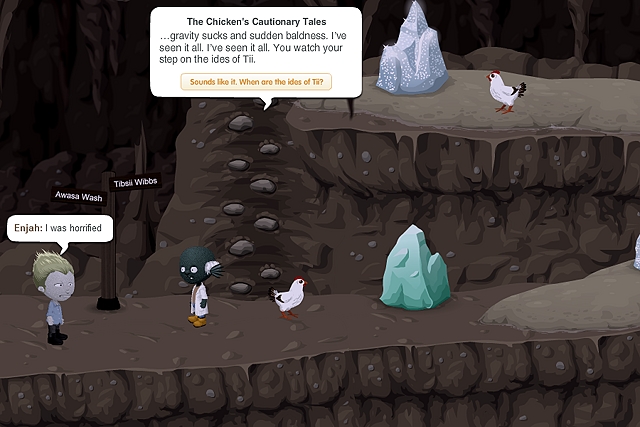 The Chicken's Cautionary Tales
...gravity sucks and sudden baldness. I've
seen it all. I've seen it all. You watch your
step on the ides of Tii.
Sounds like it. When are the ides of Tii?
Tibsii Wibbs
Awasa Wash
Enjah: I was horrified